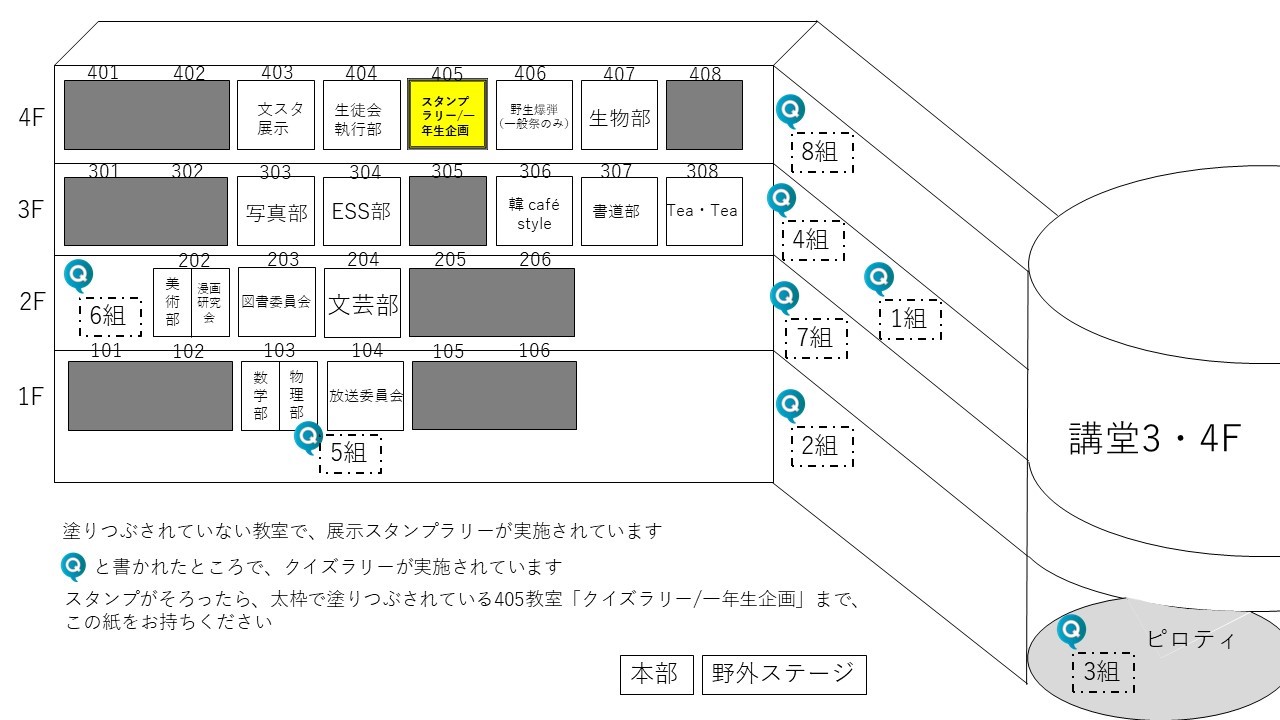 401 402 403 404 405 406 407 408
4F
文スタ
展示
生徒会
執行部
スタンプ
ラリー/一
年生企画
野生爆弾
(一般祭のみ)
生物部
Q
8組
301 302 303 304 305 306 307 308
3F
写真部
ESS部
韓 café
style
書道部
Tea・Tea
Q
4組
202 203 204 205 206
2F
Q
6組
美術部
漫画
研究
会
図書委員会
文芸部
Q
7組
Q
1組
101 102 103 104 105 106
1F
数学部
物理部
放送委員会
Q
5組
Q
2組
講堂3・4F
塗りつぶされていない教室で、展示スタンプラリーが実施されています
Q と書かれたところで、クイズラリーが実施されています
スタンプがそろったら、太枠で塗りつぶされている405教室「クイズラリー/一年生企画」まで、
この紙をお持ちください
本部
野外ステージ
ピロティ
Q
3組